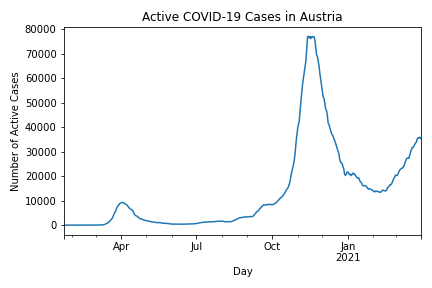 Active COVID-19 Cases in Austria
80000
70000
60000
50000
40000
30000
20000
10000
0
Number of Active Cases
Apr
Jul
Oct
Jan
2021
Day